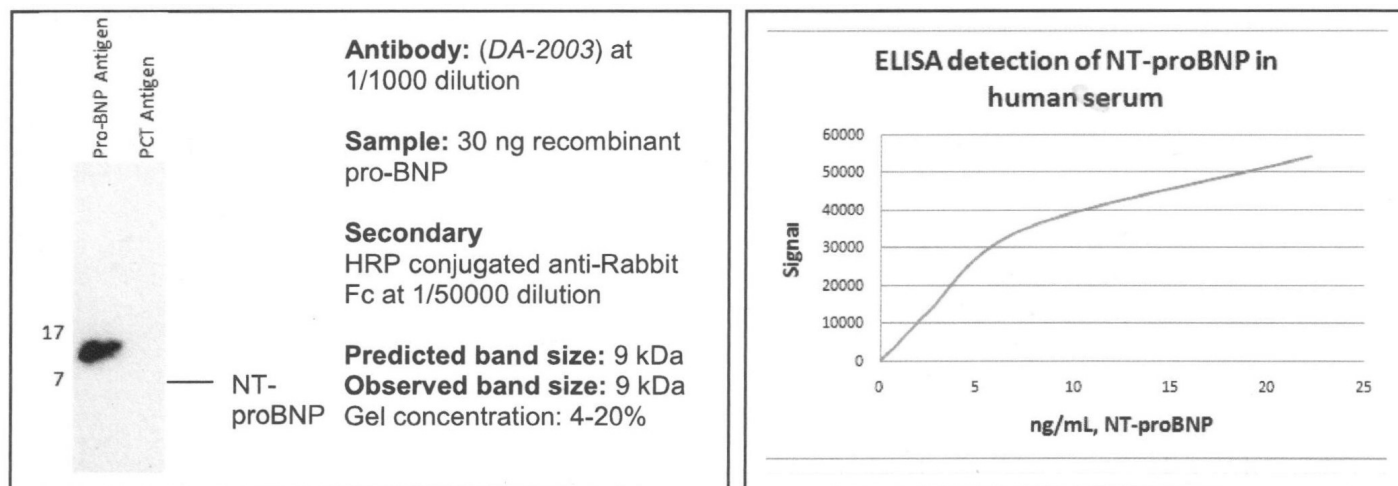 Pro-BNP Antigen
PCT Antigen
17
7
NT-
proBNP
Antibody: (DA-2003) at
1/1000 dilution
Sample: 30 ng recombinant
pro-BNP
Secondary
HRP conjugated anti-Rabbit
Fc at 1/50000 dilution
Predicted band size: 9 kDa
Observed band size: 9 kDa
Gel concentration: 4-20%
ELISA detection of NT-proBNP in
human serum
Signal
60000
50000
40000
30000
20000
10000
0
0 5 10 15 20 25
ng/mL, NT-proBNP